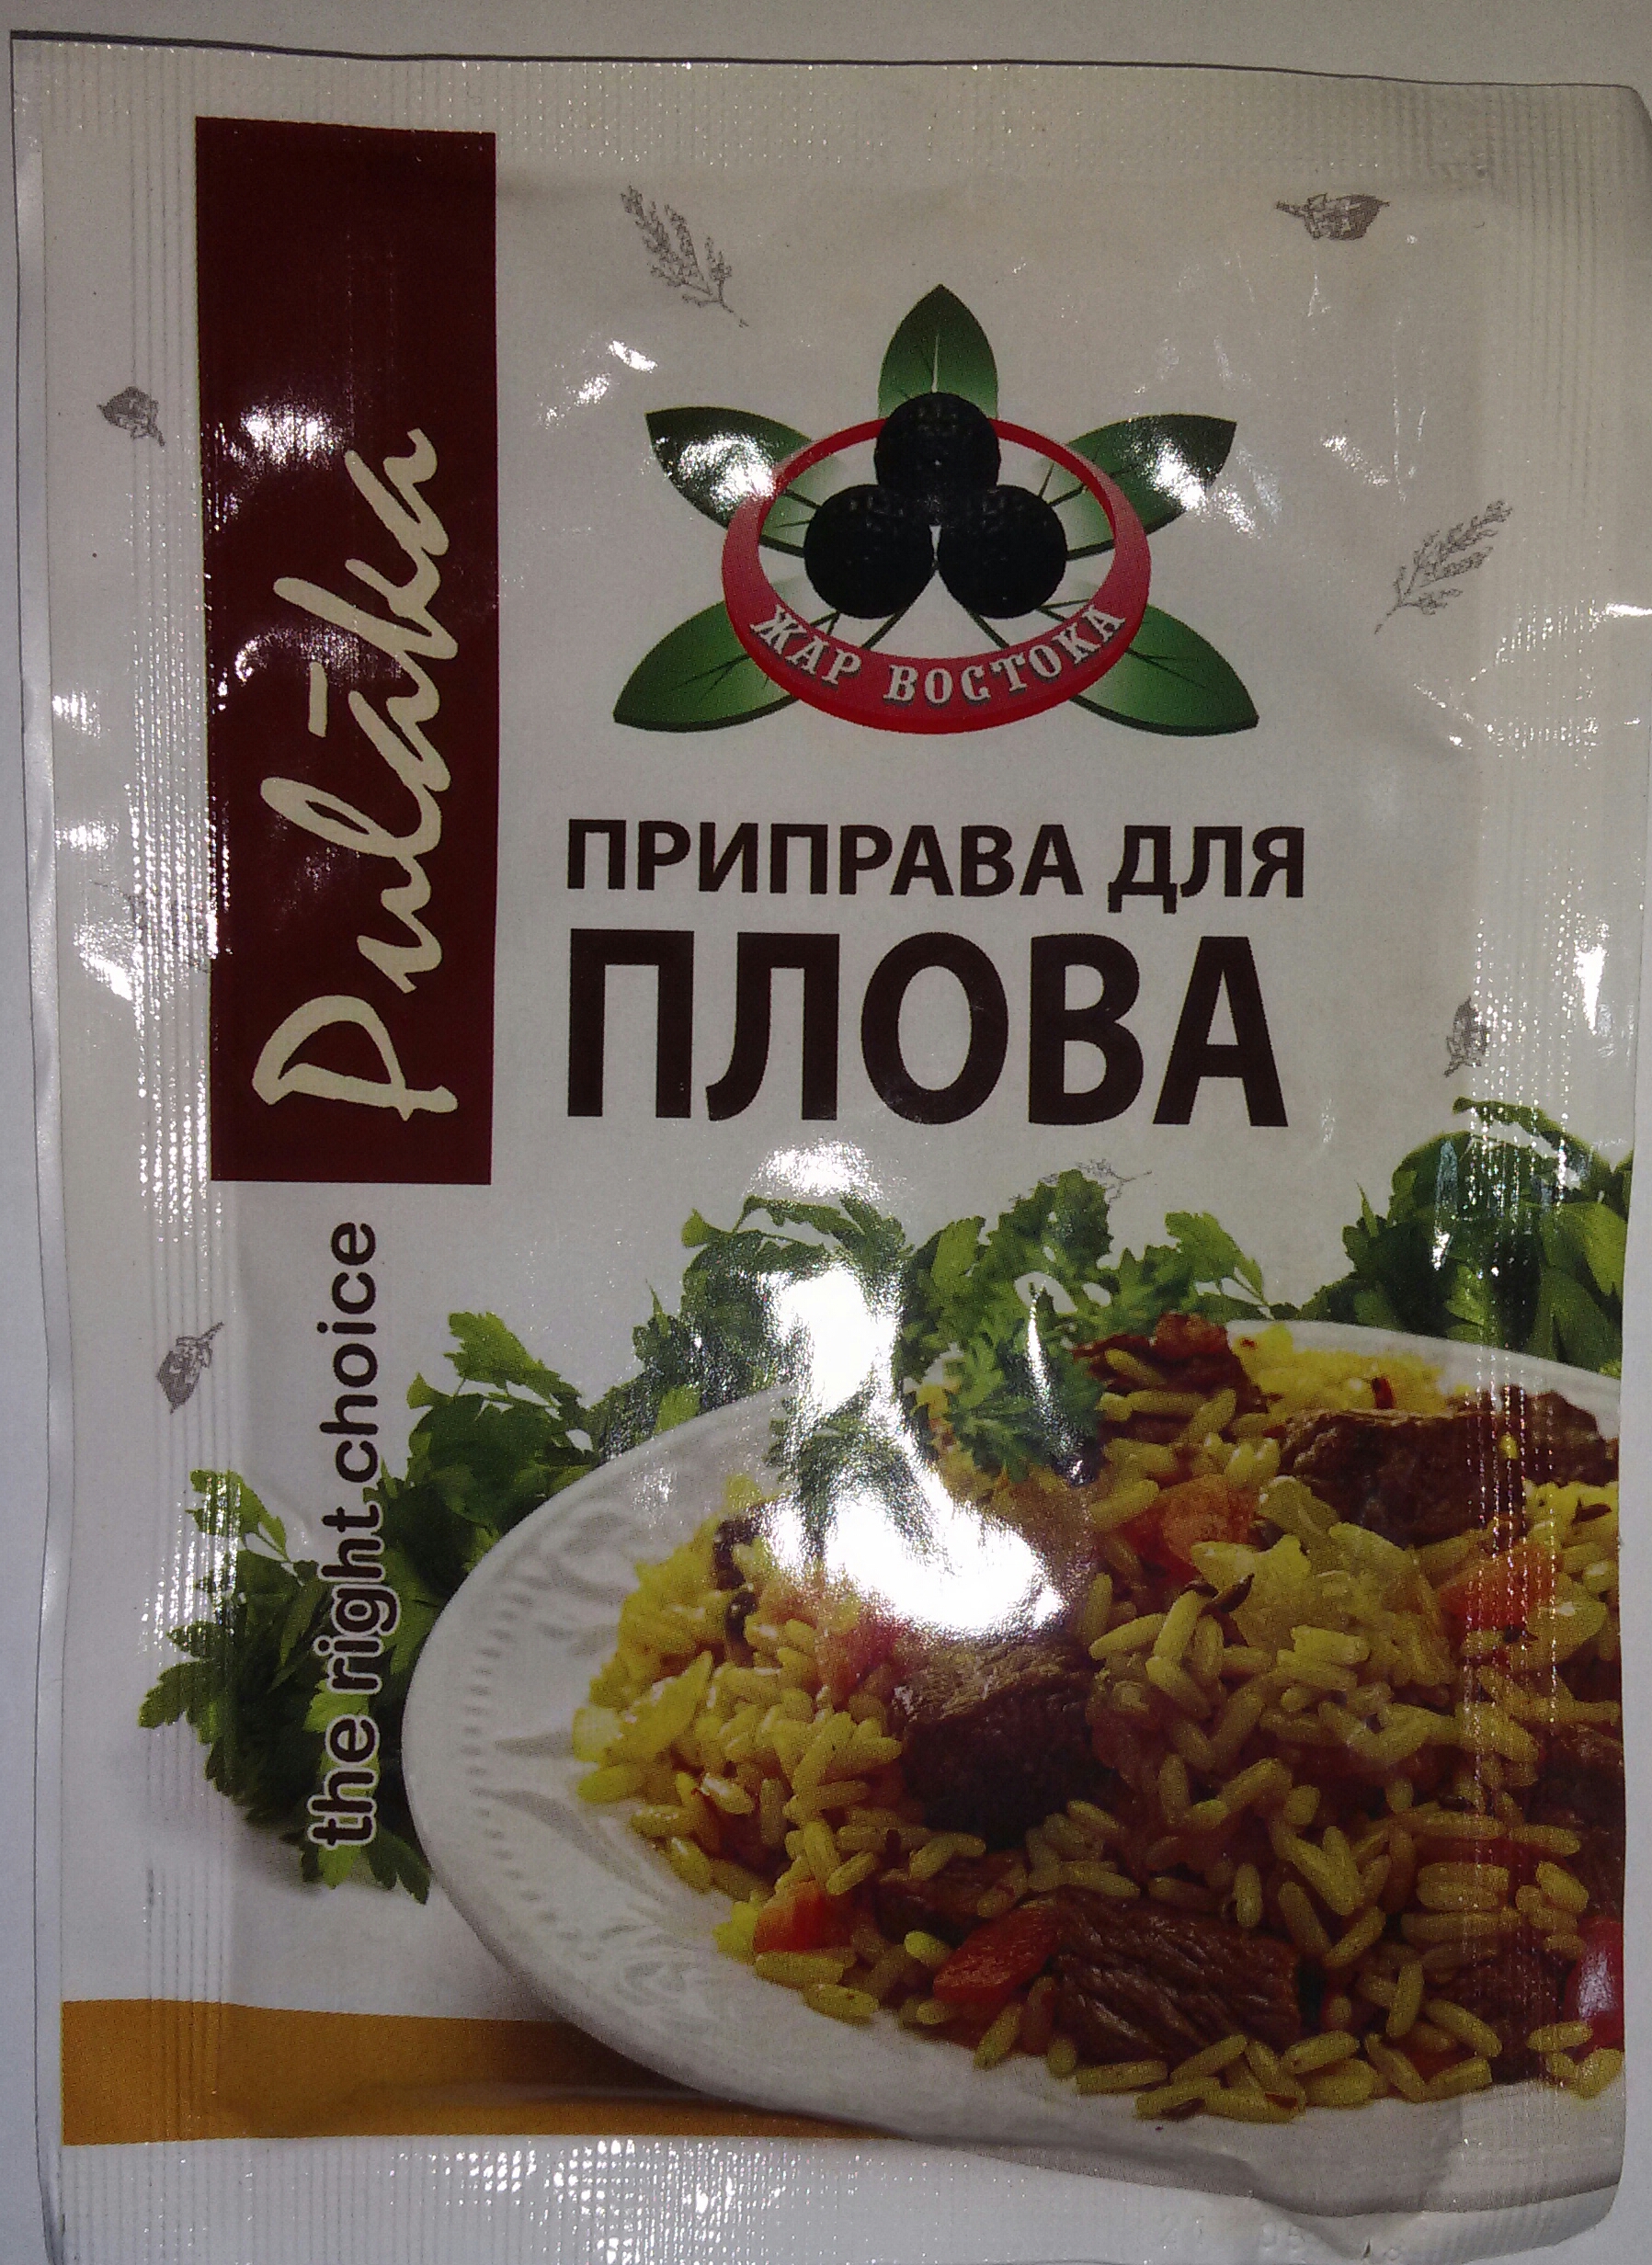 Pulāka
the right choice
ЖАР ВОСТОКА
ПРИПРАВА ДЛЯ
ПЛОВА